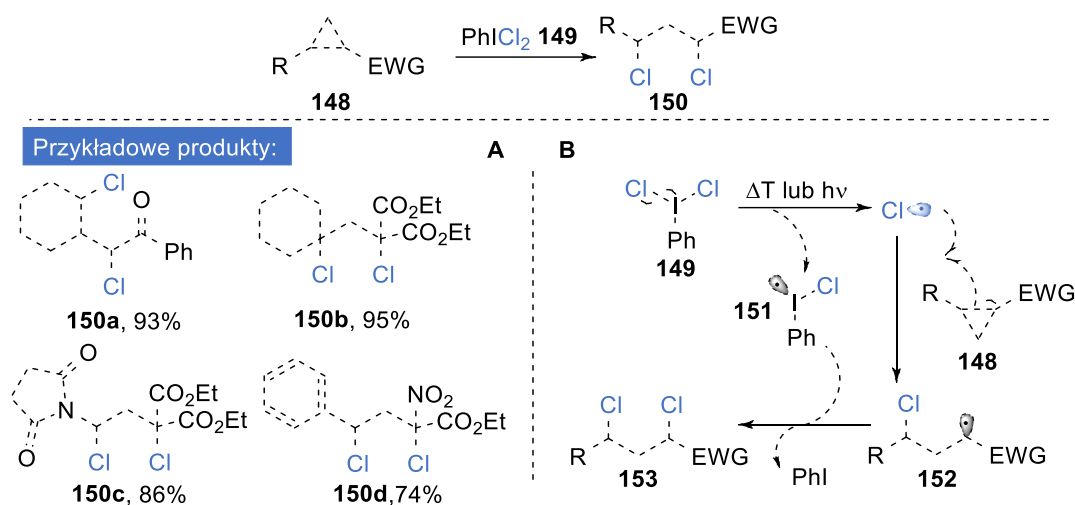 R EWG
148
PhICl2 149
R EWG
Cl Cl
150
Przykładowe produkty:
A
Cl
O
Ph
Cl
150a, 93%
CO2Et
CO2Et
Cl Cl
150b, 95%
O
N
O
CO2Et
CO2Et
Cl Cl
150c, 86%
NO2
CO2Et
Cl Cl
150d,74%
B
Cl Cl
I
Ph
149
ΔT lub hν
Cl
151
I Cl
Ph
R EWG
148
Cl
R EWG
152
PhI
Cl Cl
R EWG
153